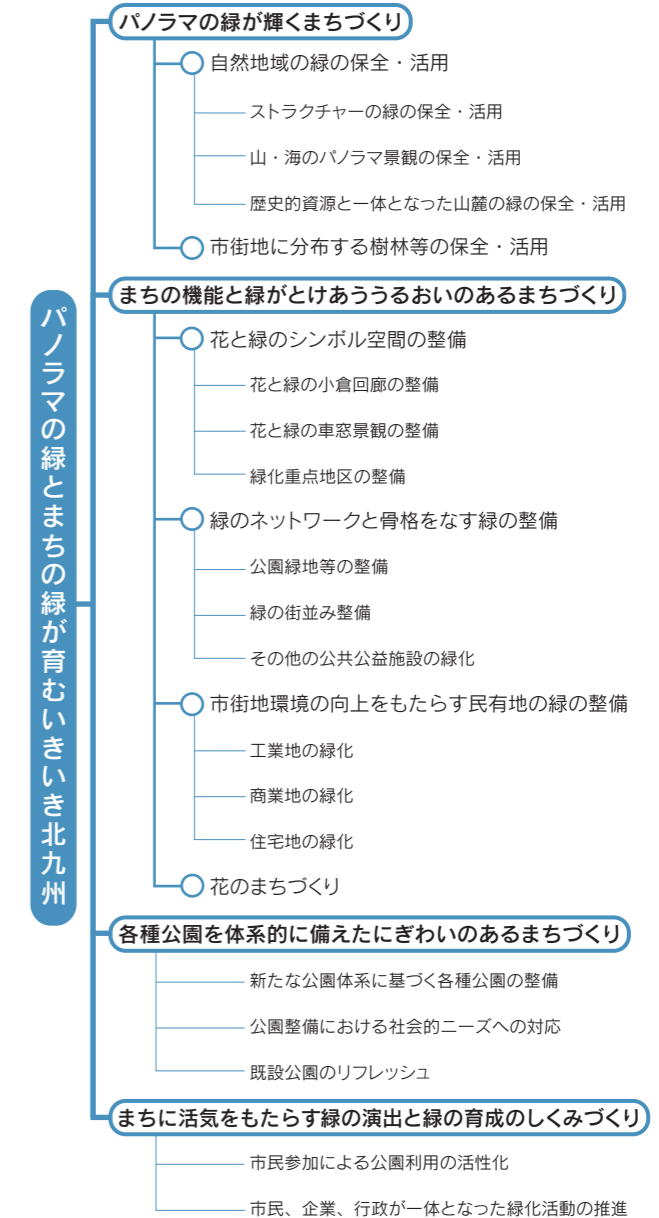 パノラマの緑とまちの緑が育むいきいき北九州
パノラマの緑が輝くまちづくり
自然地域の緑の保全・活用
ストラクチャーの緑の保全・活用
山・海のパノラマ景観の保全・活用
歴史的資源と一体となった山麓の緑の保全・活用
市街地に分布する樹林等の保全・活用
まちの機能と緑がとけあううるおいのあるまちづくり
花と緑のシンボル空間の整備
花と緑の小倉回廊の整備
花と緑の車窓景観の整備
緑化重点地区の整備
緑のネットワークと骨格をなす緑の整備
公園緑地等の整備
緑の街並み整備
その他の公共公益施設の緑化
市街地環境の向上をもたらす民有地の緑の整備
工業地の緑化
商業地の緑化
住宅地の緑化
花のまちづくり
各種公園を体系的に備えたにぎわいのあるまちづくり
新たな公園体系に基づく各種公園の整備
公園整備における社会的ニーズへの対応
既設公園のリフレッシュ
まちに活気をもたらす緑の演出と緑の育成のしくみづくり
市民参加による公園利用の活性化
市民、企業、行政が一体となった緑化活動の推進